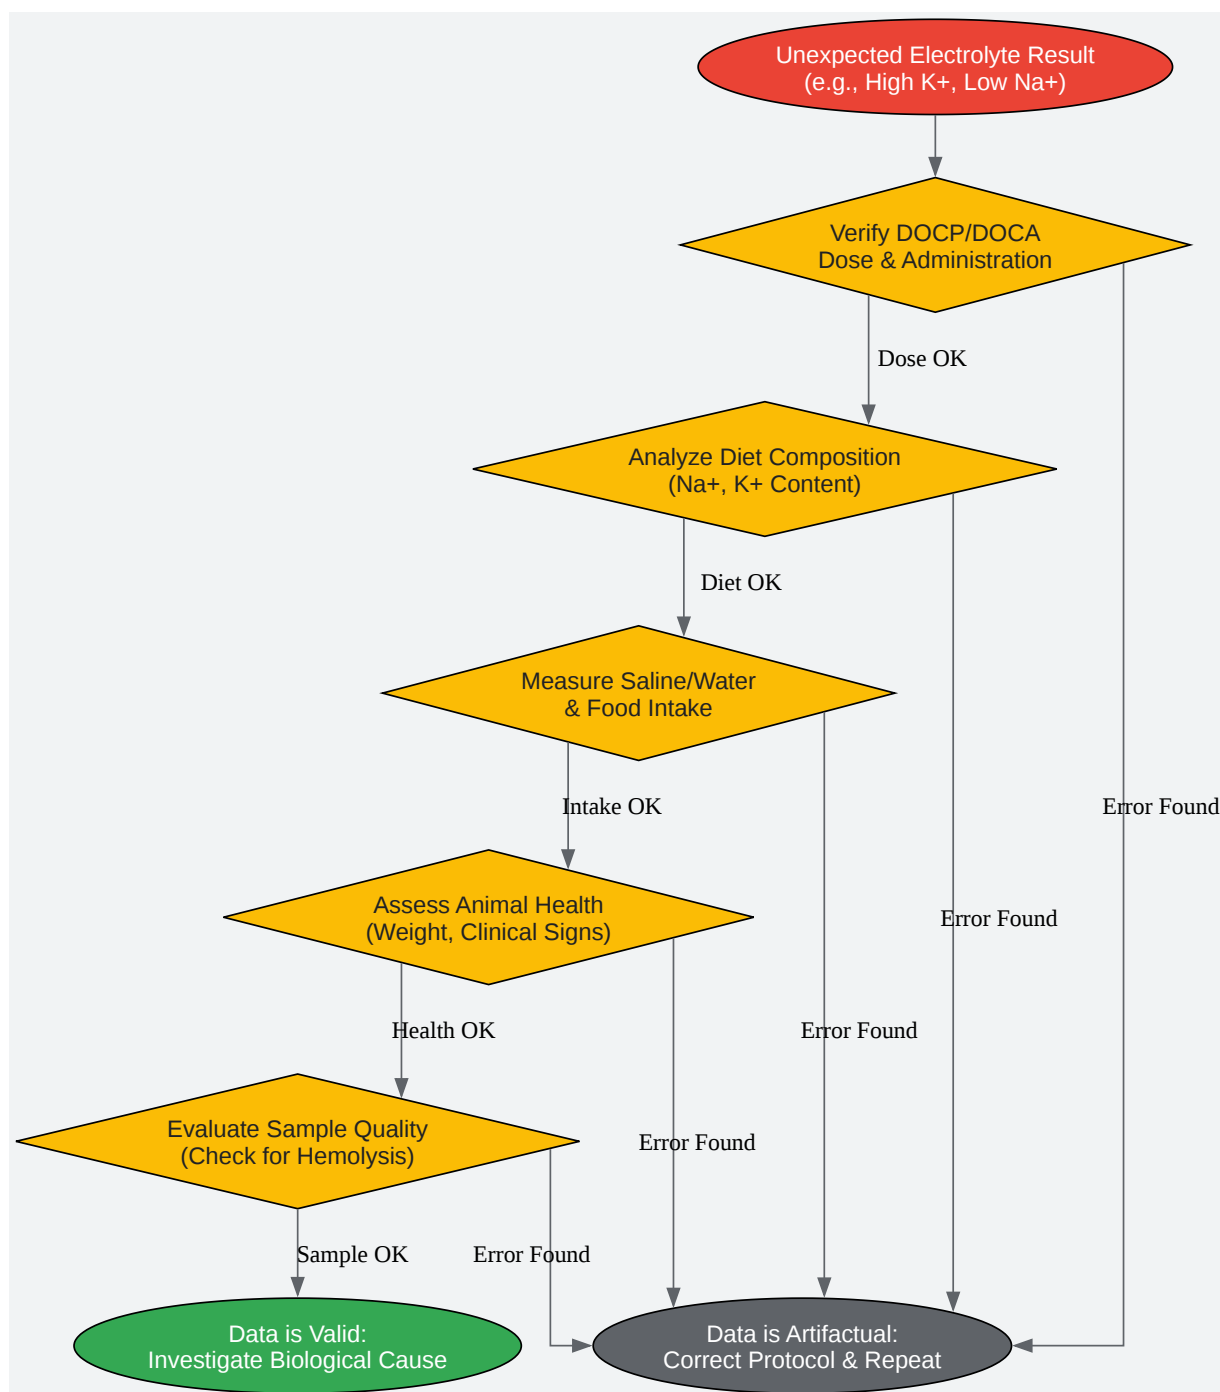 Unexpected Electrolyte Result
(e.g., High K+, Low Na+)
Verify DOCP/DOCA
Dose & Administration
Dose OK
Analyze Diet Composition
(Na+, K+ Content)
Diet OK
Measure Saline/Water
& Food Intake
Intake OK
Error Found
Assess Animal Health
(Weight, Clinical Signs)
Error Found
Health OK
Error Found
Evaluate Sample Quality
(Check for Hemolysis)
Error Found
Sample OK
Error Found
Data is Valid:
Investigate Biological Cause
Data is Artifactual:
Correct Protocol & Repeat